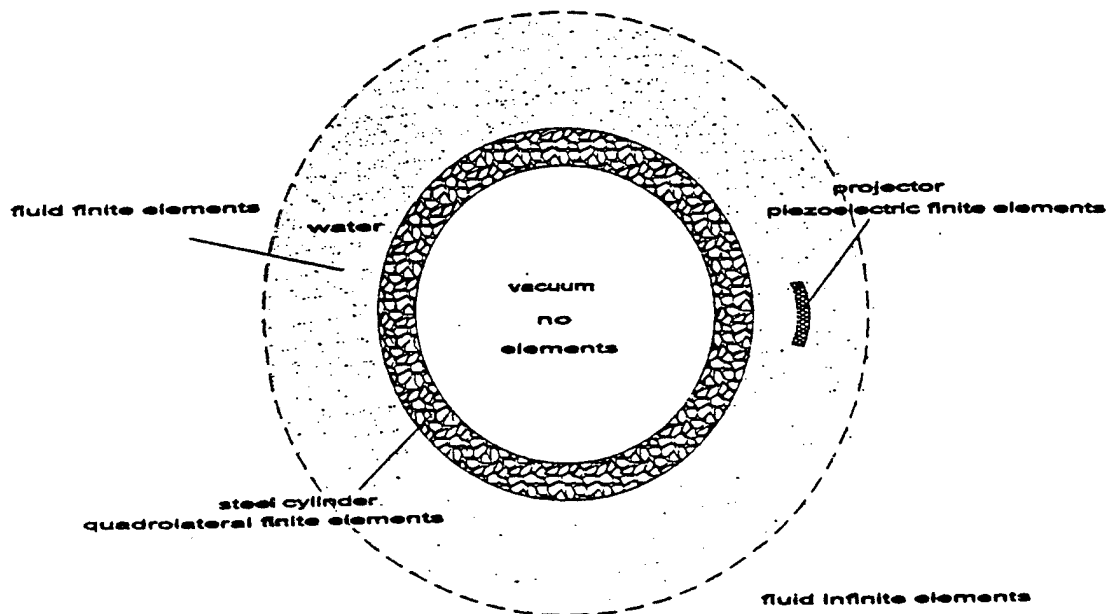 projector
piezoelectric finite elements
fluid finite elements
water
vacuum
no
elements
steel cylinder
quadrolateral finite elements
fluid infinite elements